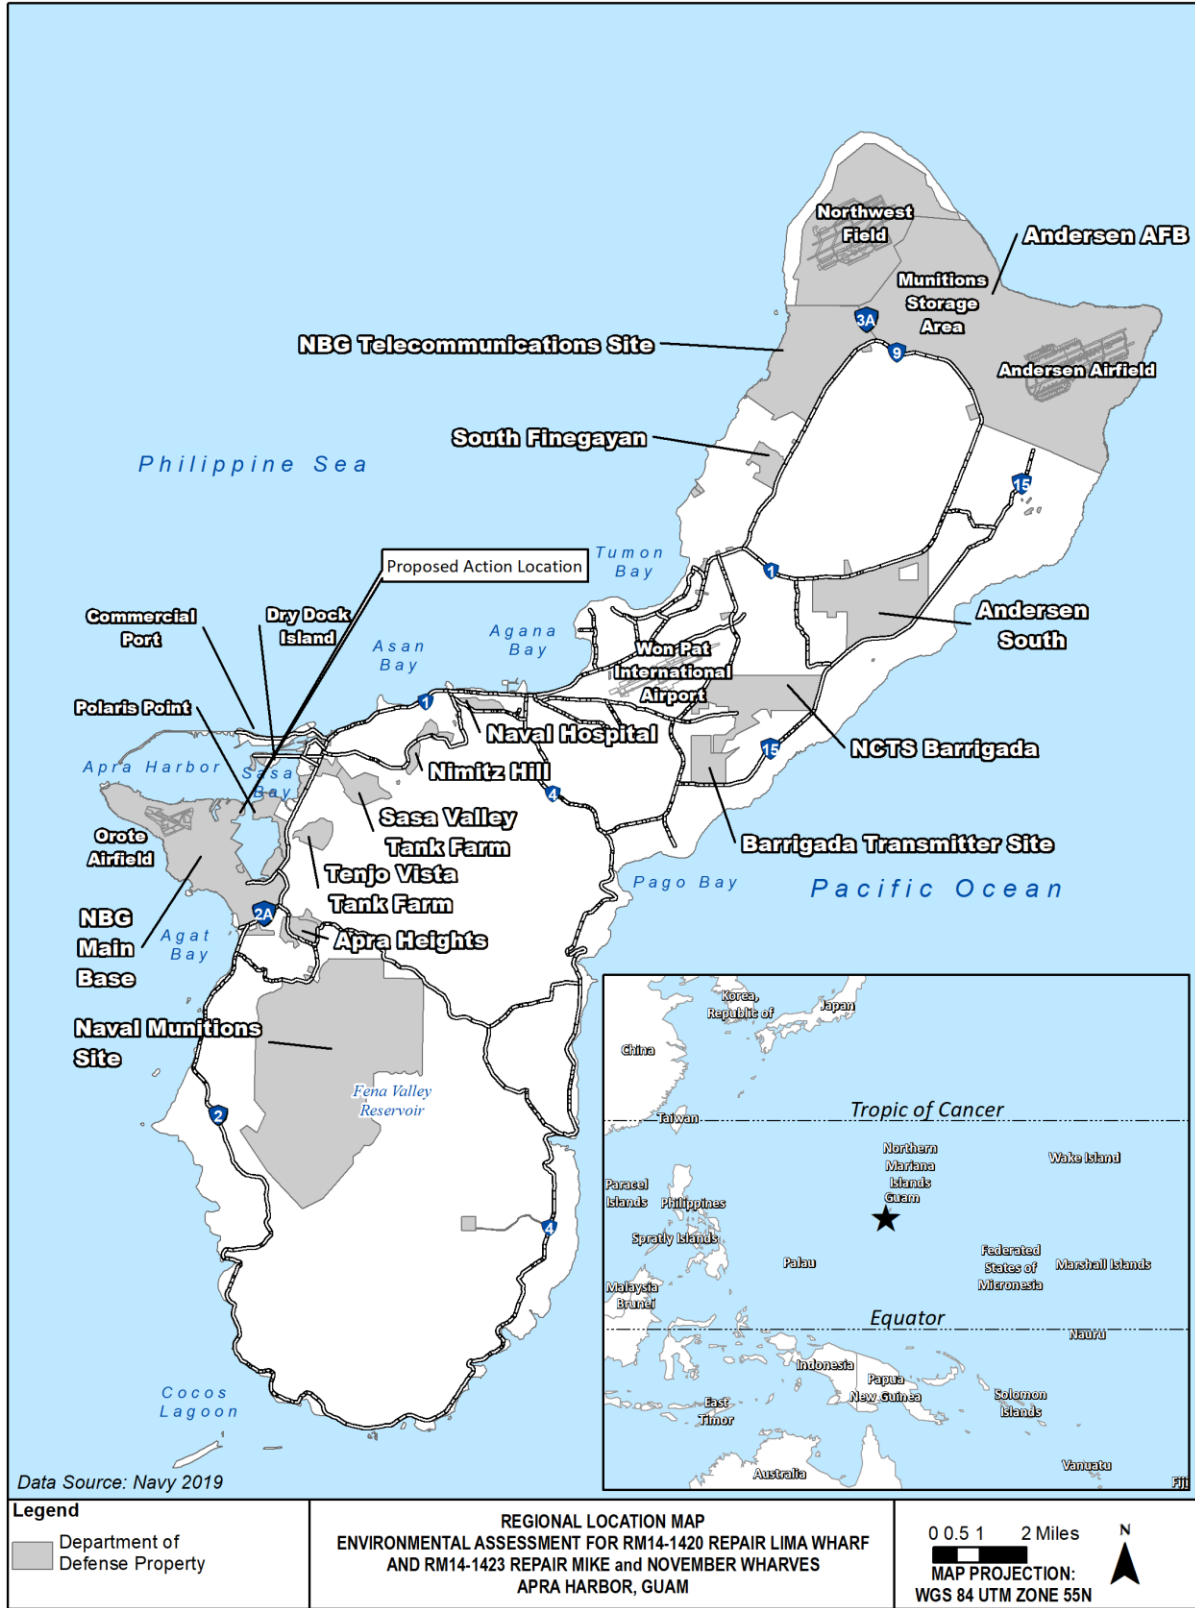 Northwest
Field
Andersen AFB
Munitions
Storage
Area
3A
NBG Telecommunications Site
9
Andersen Airfield
South Finegayan
Philippine Sea
15
Tumon
Bay
Proposed Action Location
1
Commercial
Port
Dry Dock
Island
Asan
Bay
Agana
Bay
Andersen
South
Won Pat
International
Airport
Polaris Point
1
Naval Hospital
15
NCTS Barrigada
Apra Harbor
Sasa
Bay
Nimitz Hill
4
Sasa Valley
Tank Farm
Orote
Airfield
Barrigada Transmitter Site
Tenjo Vista
Tank Farm
Pago Bay
Pacific Ocean
2A
NBG
Main
Base
Agat
Bay
Apra Heights
Naval Munitions
Site
Fena Valley
Reservoir
2
4
Cocos
Lagoon
Korea,
Republic of
Japan
China
Taiwan
Tropic of Cancer
Northern
Mariana
Islands
Guam
Wake Island
Paracel
Islands
Philippines
Spratly Islands
Palau
Federated
States of
Micronesia
Marshall Islands
Malaysia
Brunei
Equator
Nauru
Indonesia
Papua
New Guinea
Solomon
Islands
East
Timor
Australia
Vanuatu
Fiji
Data Source: Navy 2019
Legend
Department of
Defense Property
REGIONAL LOCATION MAP
ENVIRONMENTAL ASSESSMENT FOR RM14-1420 REPAIR LIMA WHARF
AND RM14-1423 REPAIR MIKE and NOVEMBER WHARVES
APRA HARBOR, GUAM
0 0.5 1 2 Miles
N
MAP PROJECTION:
WGS 84 UTM ZONE 55N